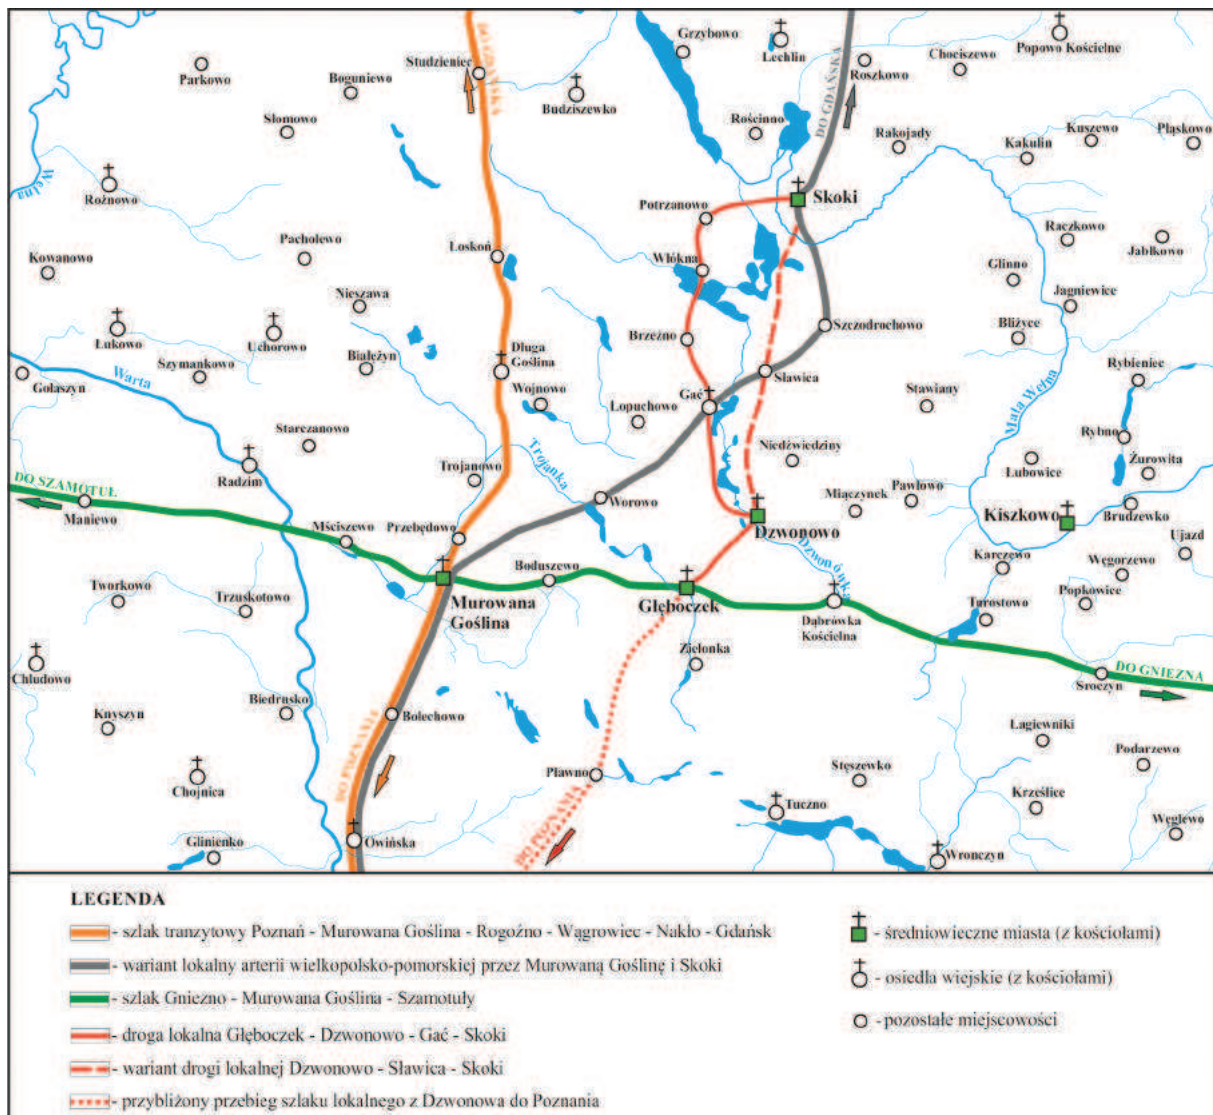 DO GDAŃSKA
DO GDAŃSKA
Grzybowo
Lechlin
Popowo Kościelne
Chociszewo
Roszkowo
Studzieniec
Parkowo
Boguniewo
Budziszewko
Słomowo
Rościnno
Rakojady
Kakulin
Kuszewo
Pląskowo
Wełna
Rożnowo
Skoki
Potrzanowo
Raczkowo
Jabłkowo
Pacholewo
Łoskoń
Kowanowo
Włókna
Glinno
Nieszawa
Jagniewice
Łukowo
Uchorowo
Szczodrochowo
Bliżyce
Brzeźno
Długa
Goślina
Białężyn
Szymankowo
Gołaszyn
Warta
Sławica
Rybieniec
Wojnowo
Gać
Stawiany
Mała Wełna
Łopuchowo
Starczanowo
Rybno
Niedźwiedziny
Trojanka
Trojanowo
Radzim
Łubowice
Żurowita
DO SZAMOTUŁ
Maniewo
Worowo
Miączynek
Pawłowo
Kiszkowo
Brudzewko
Dzwonowo
Mściszewo
Przebędowo
Ujazd
Dzwonówka
Karczewo
Węgorzewo
Boduszewo
Tworkowo
Trzuskotowo
Murowana
Goślina
Głęboczek
Dąbrówka
Kościelna
Turostowo
Popkowice
Zielonka
Chludowo
DO GNIEZNA
Sroczyn
Biedrusko
Bolechowo
Knyszyn
Łagiewniki
Podarzewo
DO POZNANIA
Pławno
Chojnica
Stęszewko
Krześlice
Tuczno
DO POZNANIA
Węglewo
Glinienko
Owińska
Wronczyn
LEGENDA
- szlak tranzytowy Poznań - Murowana Goślina - Rogoźno - Wągrowiec - Nakło - Gdańsk
- wariant lokalny arterii wielkopolsko-pomorskiej przez Murowaną Goślinę i Skoki
- szlak Gniezno - Murowana Goślina - Szamotuły
- droga lokalna Głęboczek - Dzwonowo - Gać - Skoki
- wariant drogi lokalnej Dzwonowo - Sławica - Skoki
- przybliżony przebieg szlaku lokalnego z Dzwonowa do Poznania
- średniowieczne miasta (z kościołami)
- osiedla wiejskie (z kościołami)
- pozostałe miejscowości